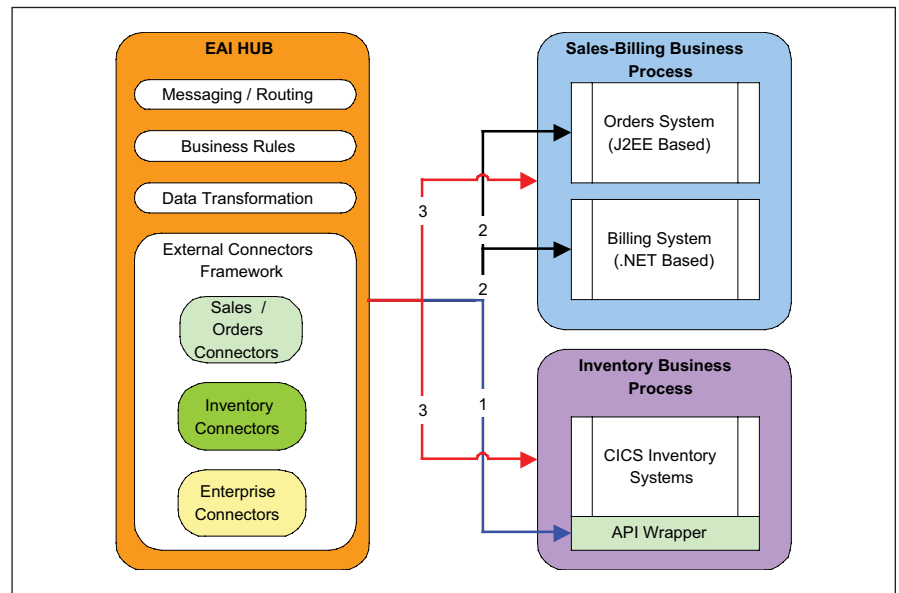 EAI HUB
Messaging / Routing
Business Rules
Data Transformation
External Connectors
Framework
Sales /
Orders
Connectors
Inventory
Connectors
Enterprise
Connectors
3
2
2
3
1
Sales-Billing Business
Process
Orders System
(J2EE Based)
Billing System
(.NET Based)
Inventory Business
Process
CICS Inventory
Systems
API Wrapper